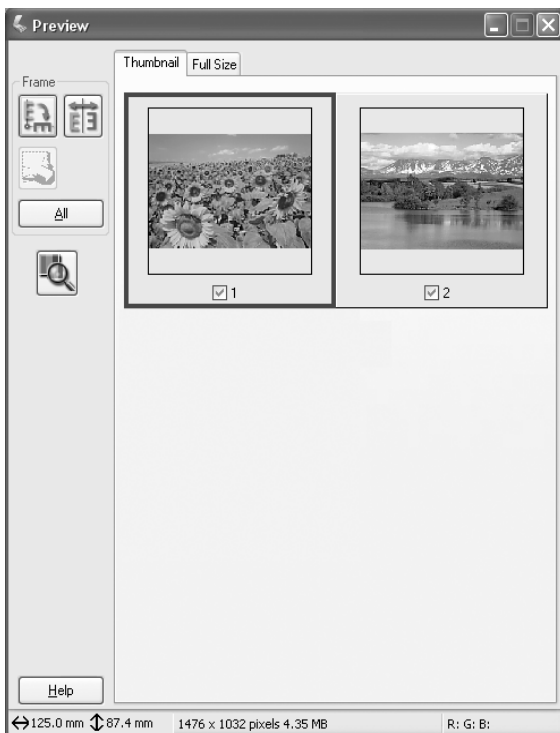 Preview
Thumbnail
Full Size
Frame
All
1
2
Help
125.0 mm 87.4 mm 1476 x 1032 pixels 4.35 MB R: G: B: